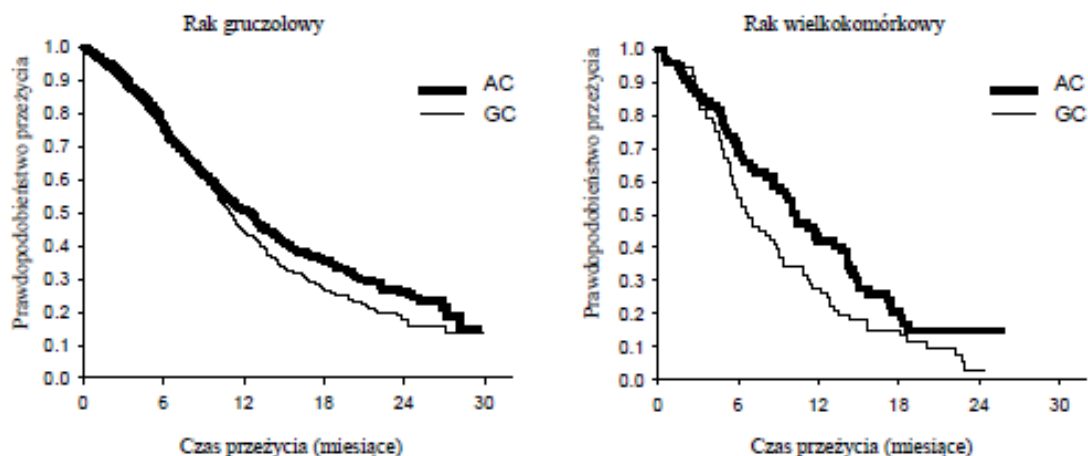 Rak gruczołowy
Prawdopodobieństwo przeżycia
1.0
0.9
0.8
0.7
0.6
0.5
0.4
0.3
0.2
0.1
0.0
AC
GC
0 6 12 18 24 30
Czas przeżycia (miesiące)
Rak wielkokomórkowy
Prawdopodobieństwo przeżycia
1.0
0.9
0.8
0.7
0.6
0.5
0.4
0.3
0.2
0.1
0.0
AC
GC
0 6 12 18 24 30
Czas przeżycia (miesiące)